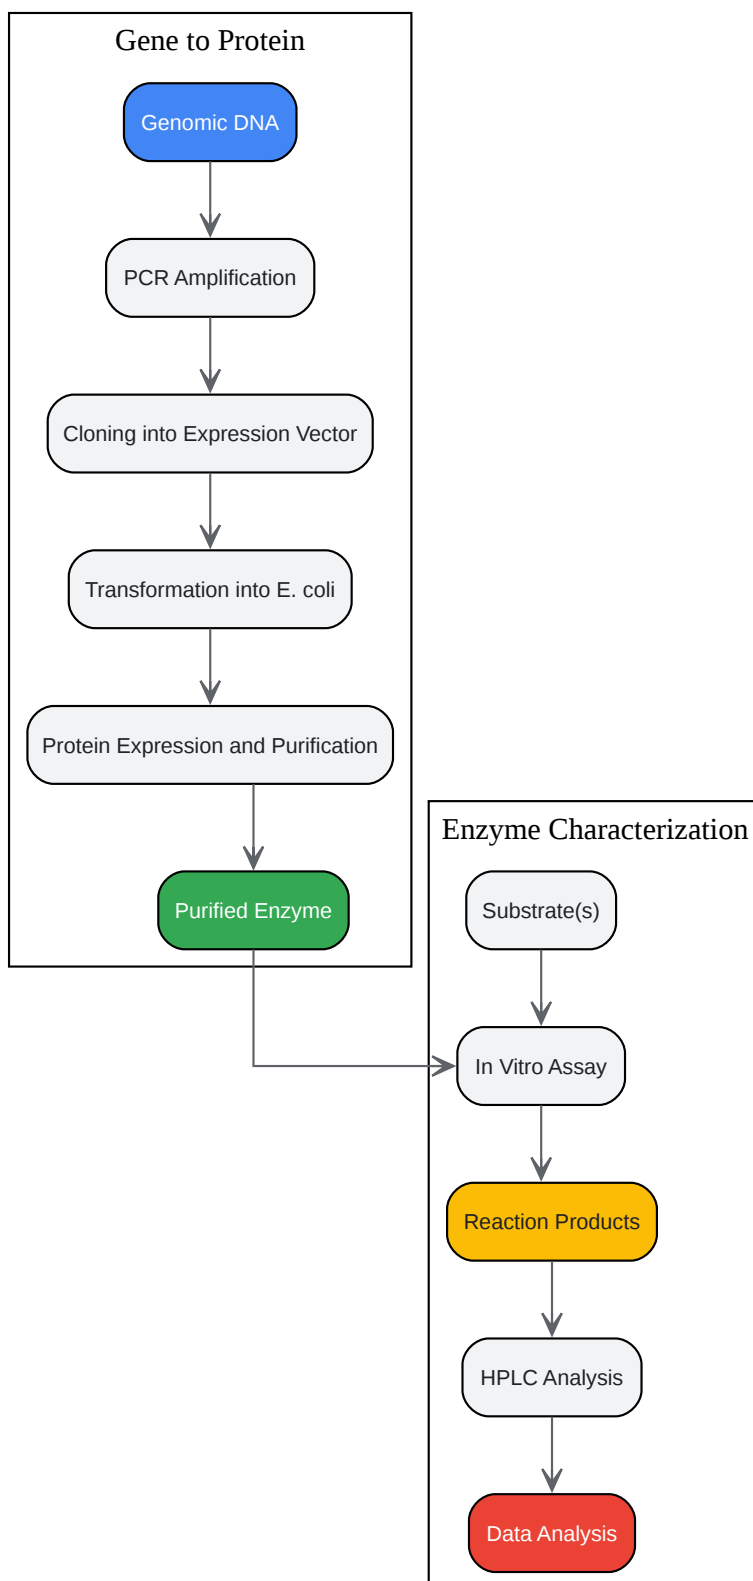 Gene to Protein
Genomic DNA
PCR Amplification
Cloning into Expression Vector
Transformation into E. coli
Protein Expression and Purification
Purified Enzyme
Enzyme Characterization
Substrate(s)
In Vitro Assay
Reaction Products
HPLC Analysis
Data Analysis